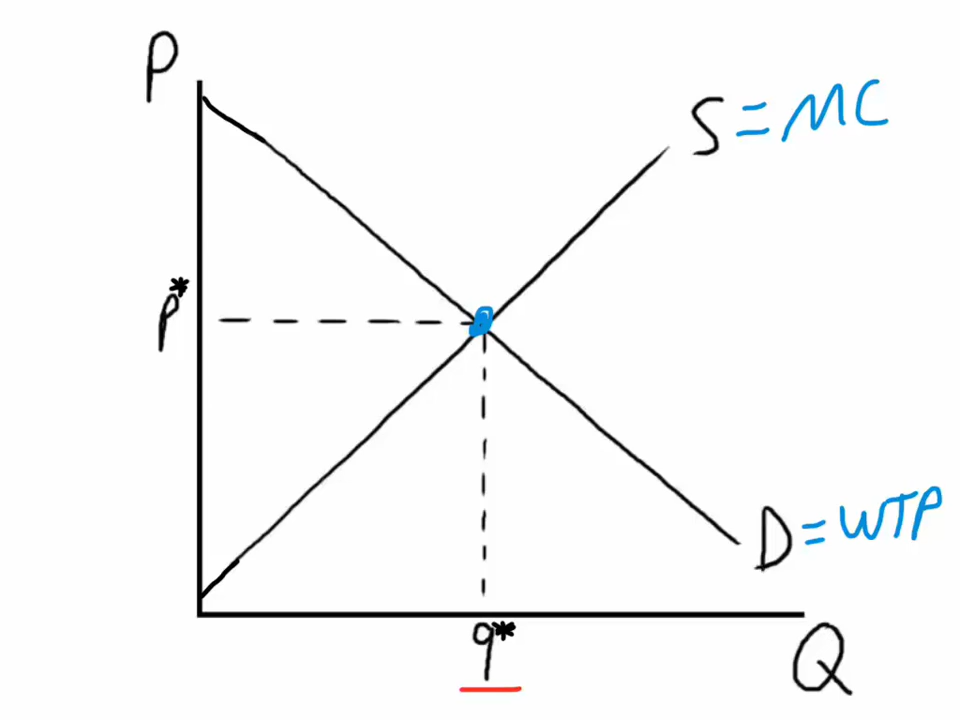 P
S = MC
P*
D = WTP
q*
Q